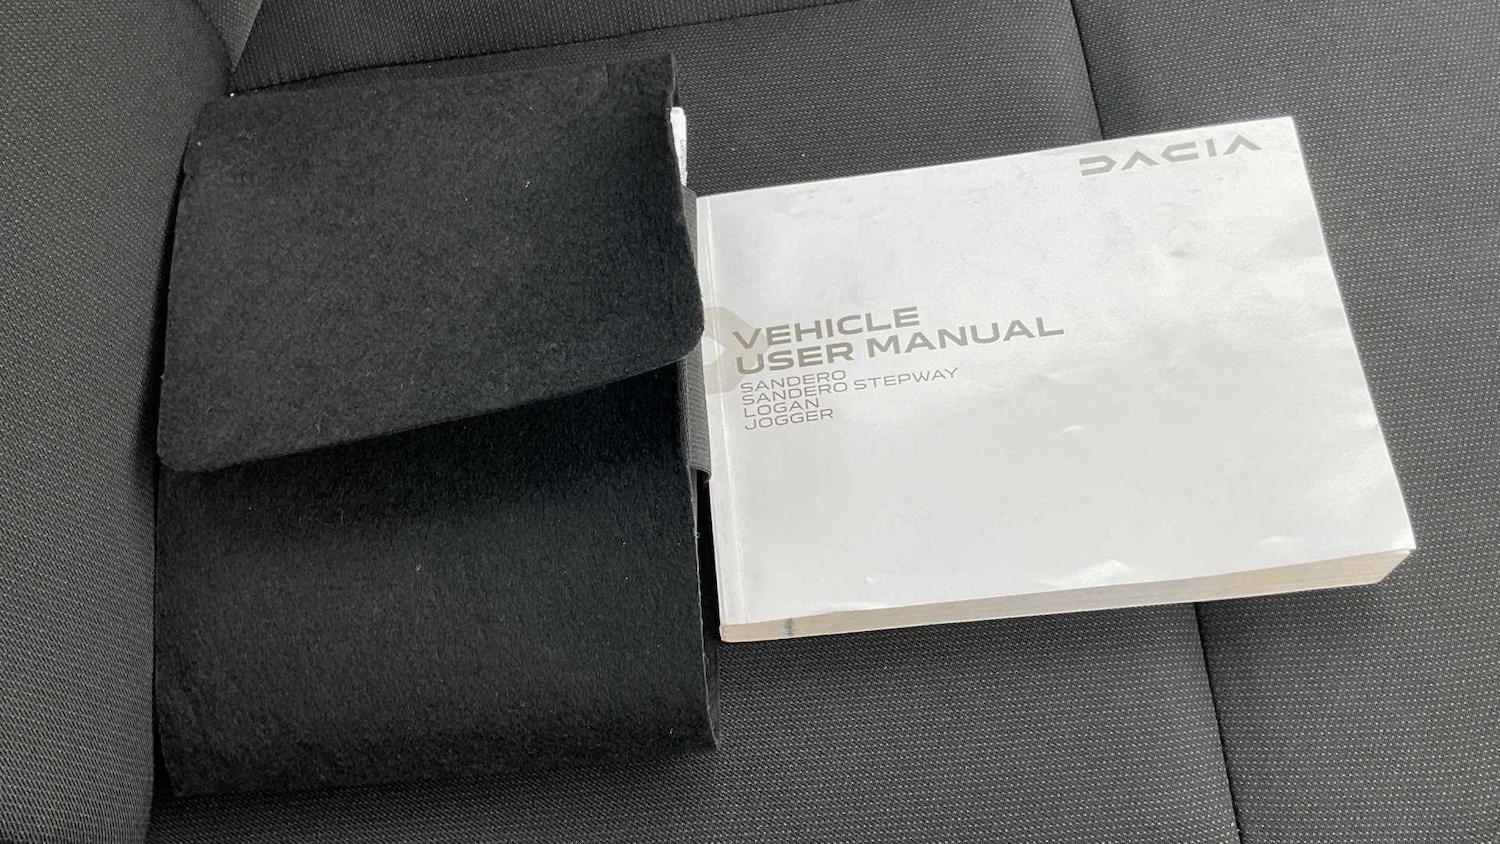 DACIA
VEHICLE
USER MANUAL
SANDERO
SANDERO STEPWAY
LOGAN
JOGGER